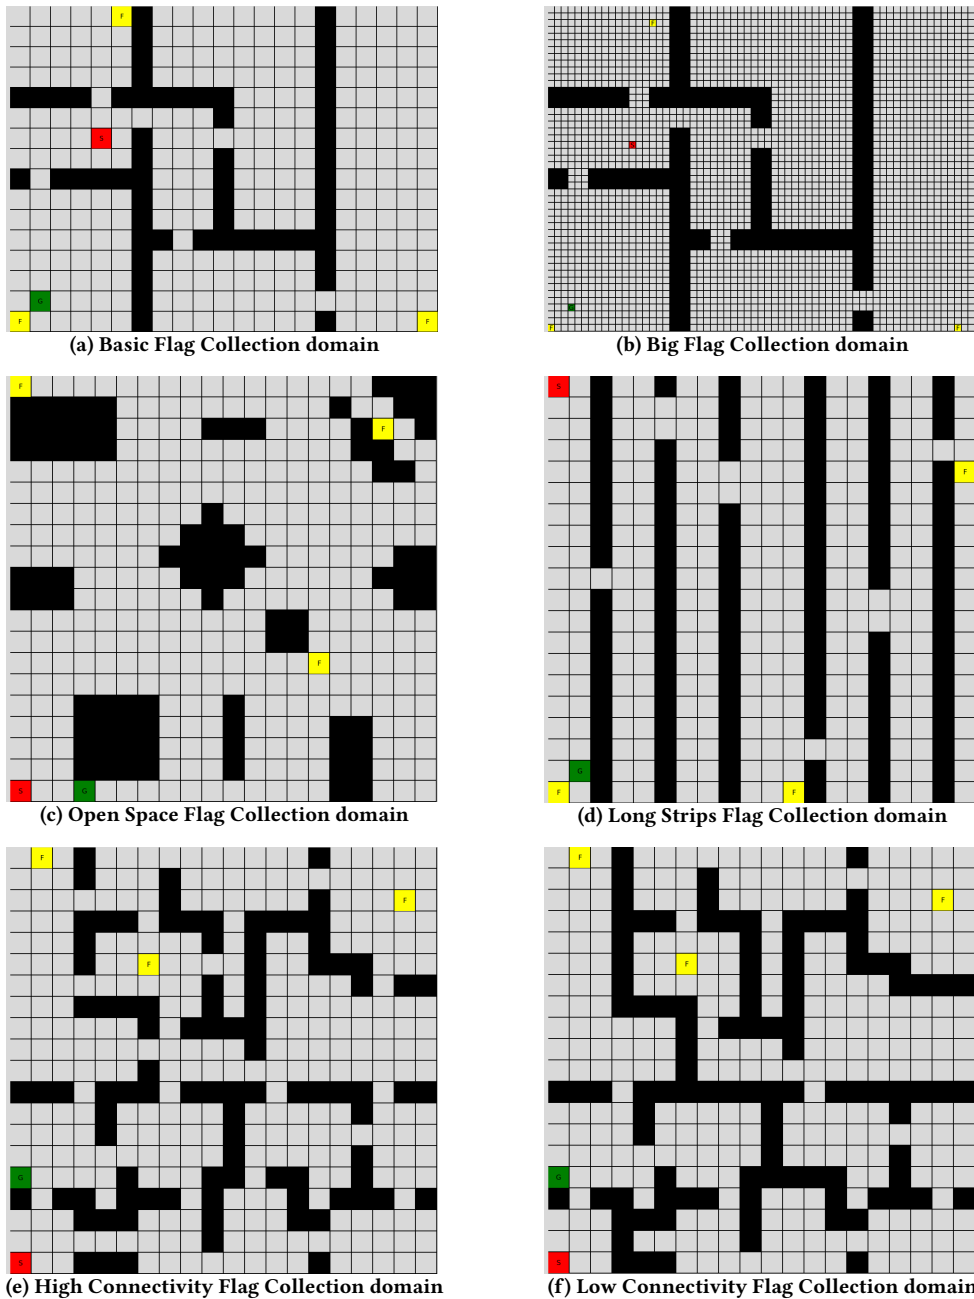 F
S
G
F F
(a) Basic Flag Collection domain
F
S
G
F F
(b) Big Flag Collection domain
F
F
F
S G
(c) Open Space Flag Collection domain
S
F
G
F F
(d) Long Strips Flag Collection domain
F
F
F
G
S
(e) High Connectivity Flag Collection domain
F
F
F
G
S
(f) Low Connectivity Flag Collection domain